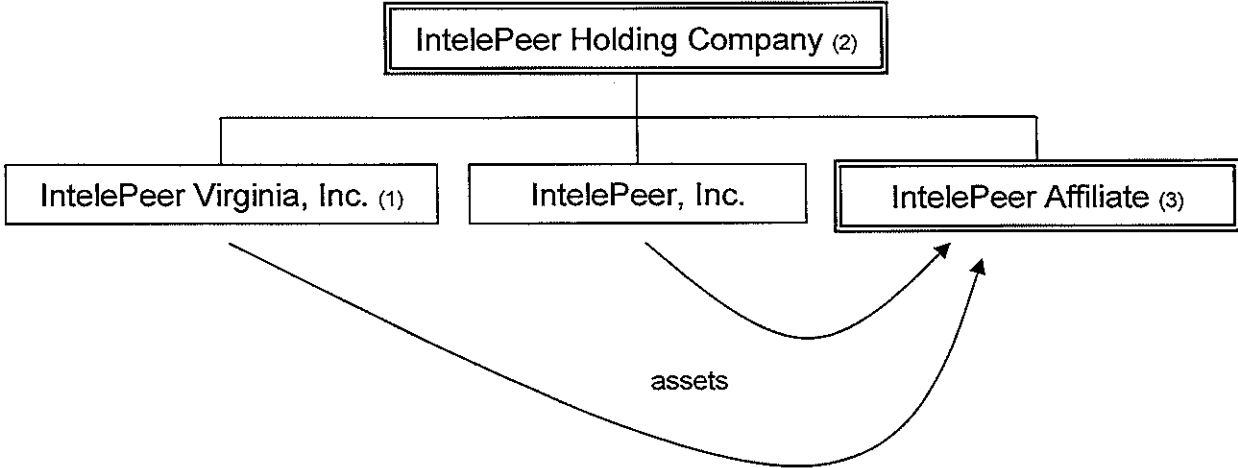 IntelePeer Holding Company (2)
IntelePeer Virginia, Inc. (1)
IntelePeer, Inc.
IntelePeer Affiliate (3)
assets